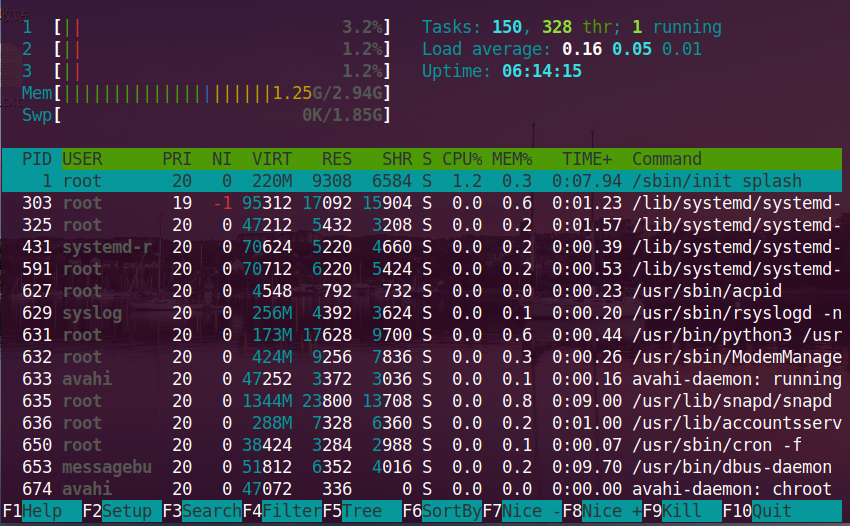 1 [|| 3.2%] Tasks: 150, 328 thr; 1 running
2 [|| 1.2%] Load average: 0.16 0.05 0.01
3 [|| 1.2%] Uptime: 06:14:15
Mem[|||||||||||||||||||||1.25G/2.94G]
Swp[ 0K/1.85G]
PID USER PRI NI VIRT RES SHR S CPU% MEM% TIME+ Command
1 root 20 0 220M 9308 6584 S 1.2 0.3 0:07.94 /sbin/init splash
303 root 19 -1 95312 17092 15904 S 0.0 0.6 0:01.23 /lib/systemd/systemd-
325 root 20 0 47212 5432 3208 S 0.0 0.2 0:01.57 /lib/systemd/systemd-
431 systemd-r 20 0 70624 5220 4660 S 0.0 0.2 0:00.39 /lib/systemd/systemd-
591 root 20 0 70712 6220 5424 S 0.0 0.2 0:00.53 /lib/systemd/systemd-
627 root 20 0 4548 792 732 S 0.0 0.0 0:00.23 /usr/sbin/acpid
629 syslog 20 0 256M 4392 3624 S 0.0 0.1 0:00.20 /usr/sbin/rsyslogd -n
631 root 20 0 173M 17628 9700 S 0.0 0.6 0:00.44 /usr/bin/python3 /usr
632 root 20 0 424M 9256 7836 S 0.0 0.3 0:00.26 /usr/sbin/ModemManage
633 avahi 20 0 47252 3372 3036 S 0.0 0.1 0:00.16 avahi-daemon: running
635 root 20 0 1344M 23800 13708 S 0.0 0.8 0:09.00 /usr/lib/snapd/snapd
636 root 20 0 288M 7328 6360 S 0.0 0.2 0:01.00 /usr/lib/accountsserv
650 root 20 0 38424 3284 2988 S 0.0 0.1 0:00.07 /usr/sbin/cron -f
653 messagebu 20 0 51812 6352 4016 S 0.0 0.2 0:09.70 /usr/bin/dbus-daemon
674 avahi 20 0 47072 336 0 S 0.0 0.0 0:00.00 avahi-daemon: chroot
F1Help F2Setup F3SearchF4FilterF5Tree F6SortByF7Nice -F8Nice +F9Kill F10Quit